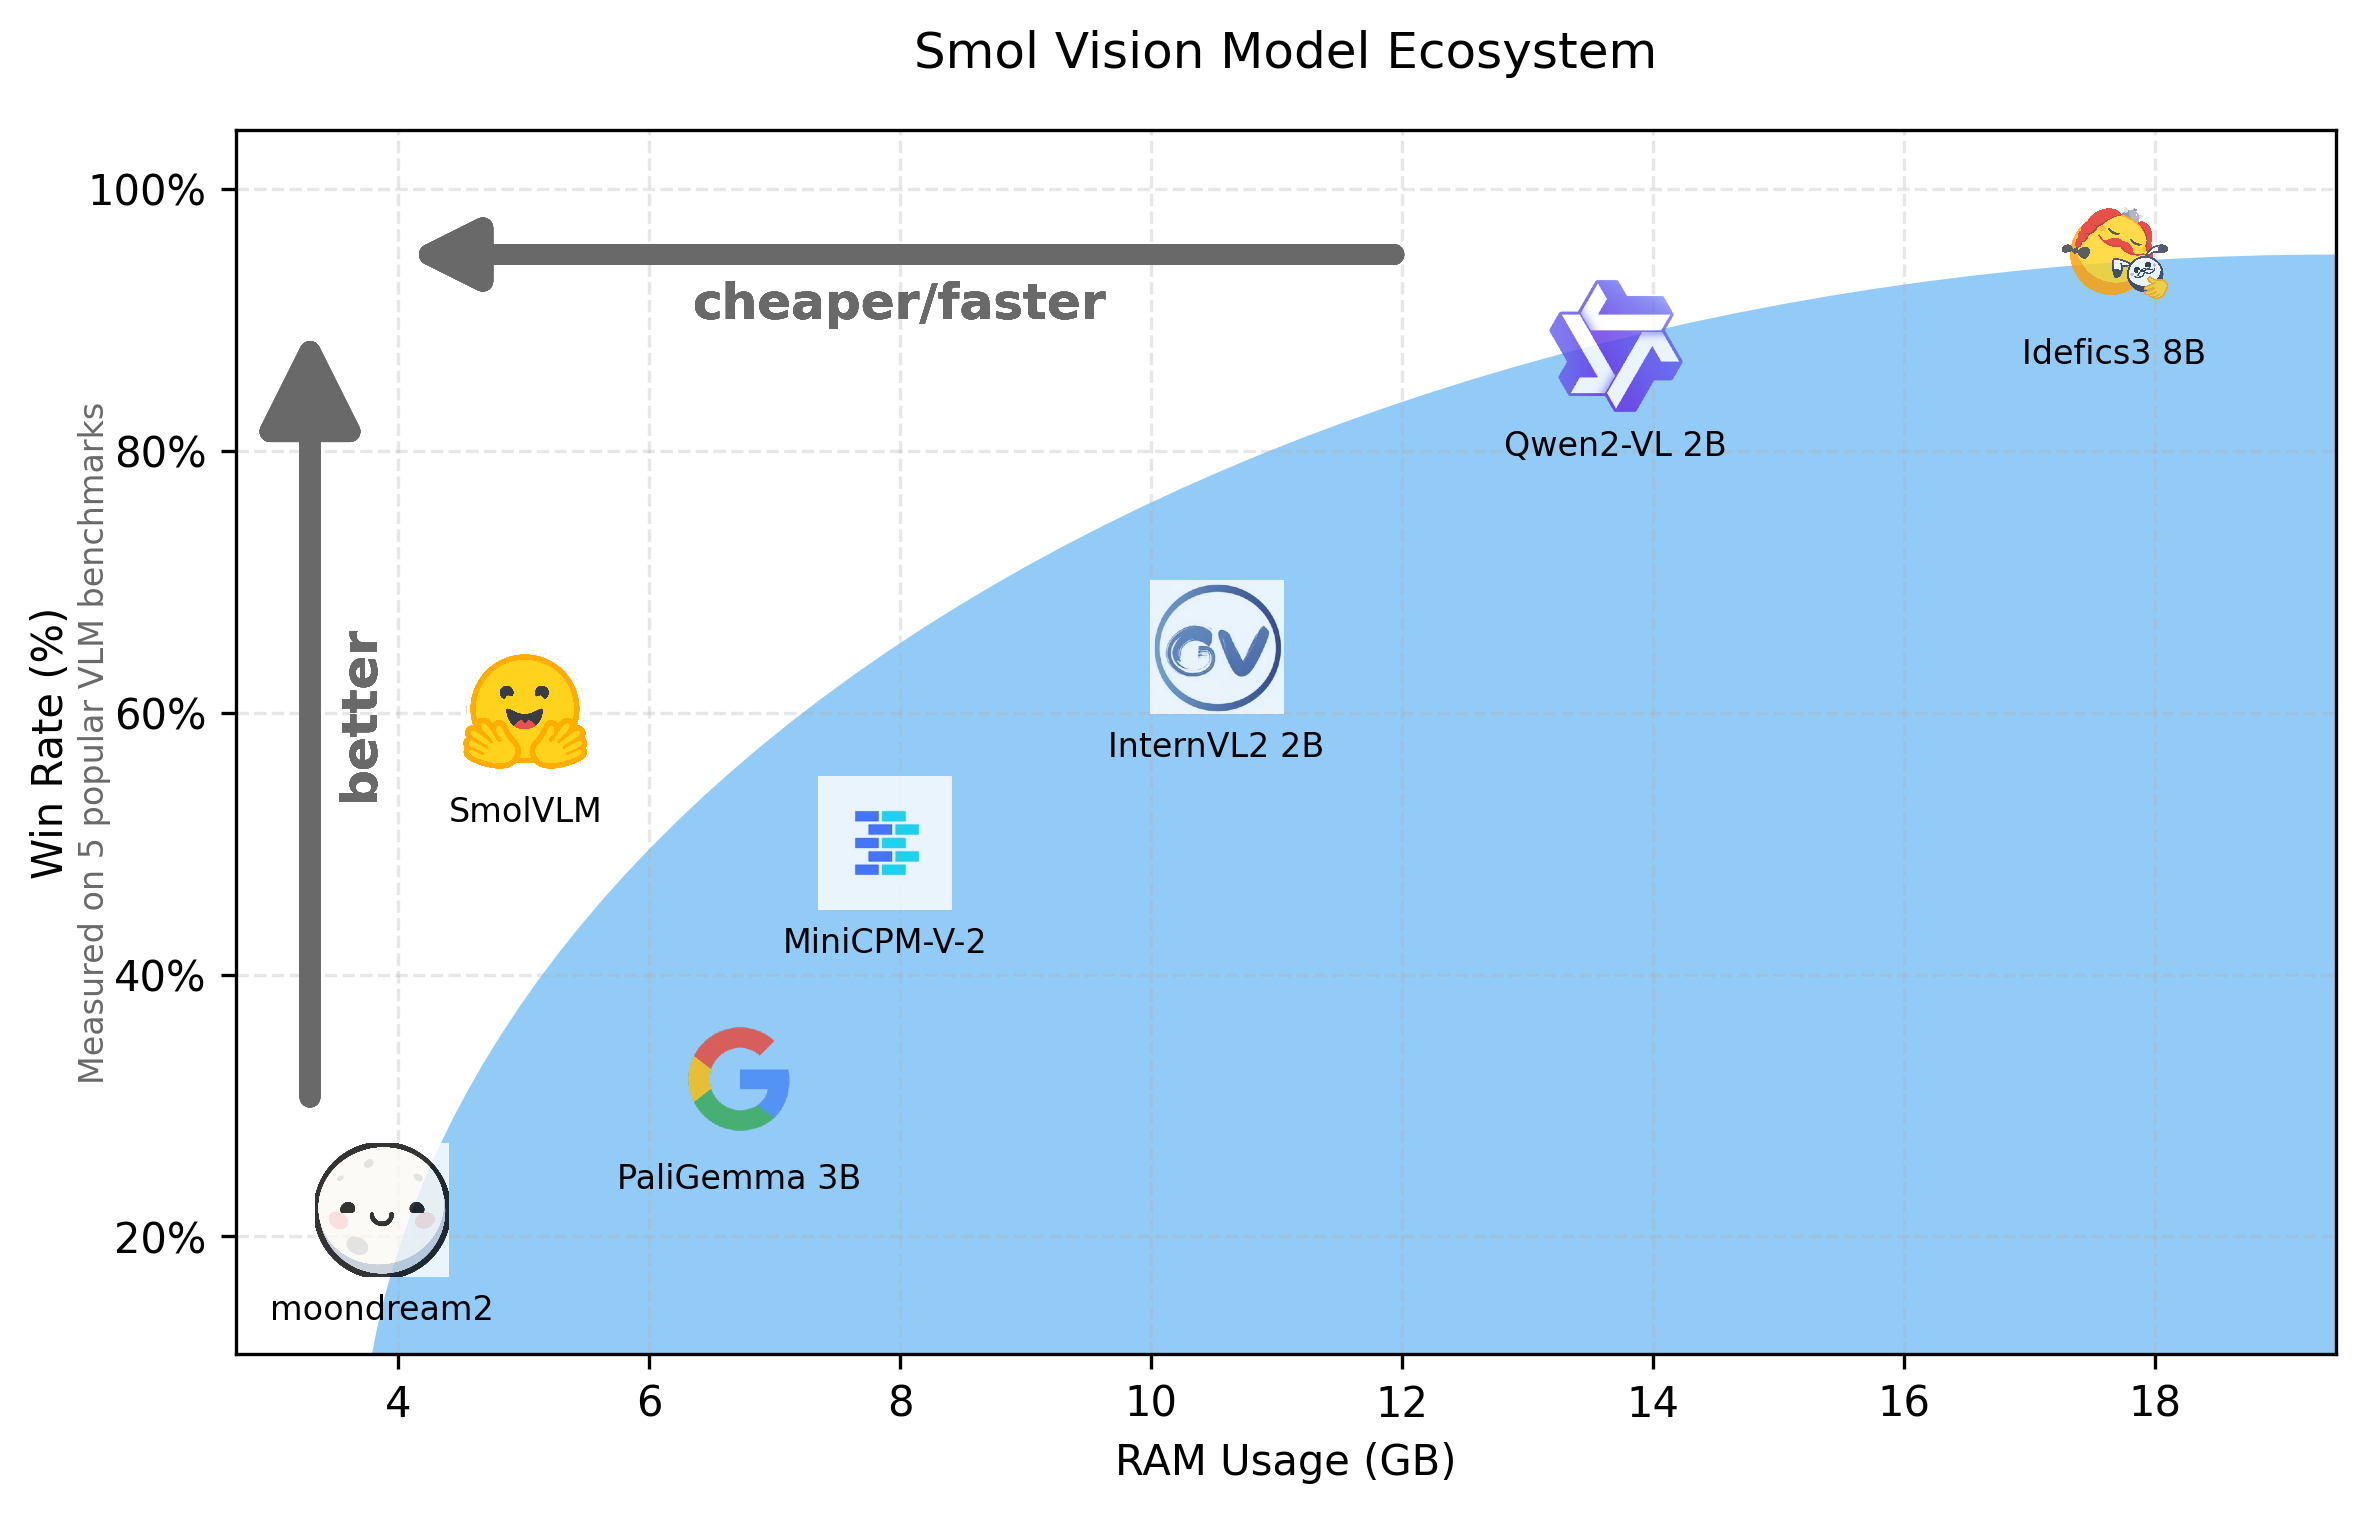 Smol Vision Model Ecosystem
100%
80%
60%
40%
20%
Win Rate (%)
Measured on 5 popular VLM benchmarks
cheaper/faster
better
Idefics3 8B
Qwen2-VL 2B
GV
InternVL2 2B
SmolVLM
MiniCPM-V-2
G
PaliGemma 3B
moondream2
4 6 8 10 12 14 16 18
RAM Usage (GB)